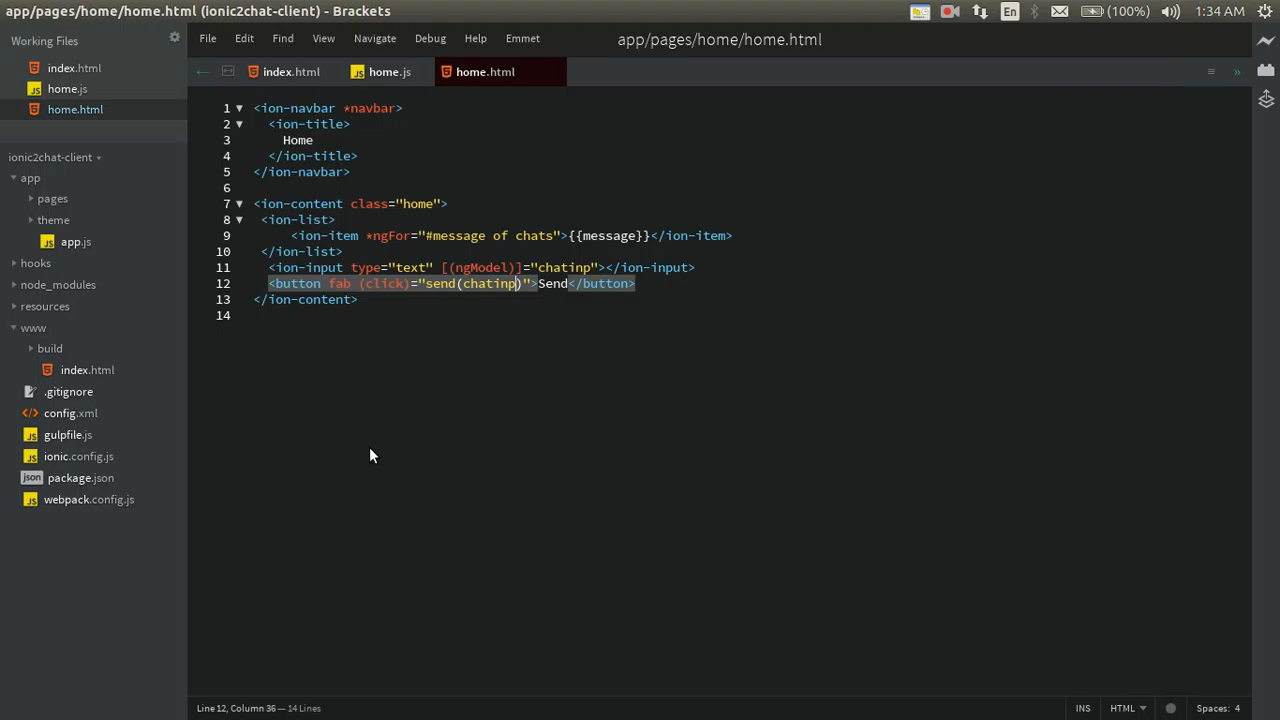 app/pages/home/home.html (ionic2chat-client) - Brackets
En
(100%)
1:34 AM
Working Files
index.html
home.js
home.html
ionic2chat-client
app
pages
theme
JS app.js
hooks
node_modules
resources
www
build
index.html
.gitignore
config.xml
JS gulpfile.js
JS ionic.config.js
json package.json
JS webpack.config.js
File Edit Find View Navigate Debug Help Emmet
app/pages/home/home.html
index.html
JS home.js
home.html
1 <ion-navbar *navbar>
2 <ion-title>
3 Home
4 </ion-title>
5 </ion-navbar>
6
7 <ion-content class="home">
8 <ion-list>
9 <ion-item *ngFor="#message of chats">{{message}}</ion-item>
10 </ion-list>
11 <ion-input type="text" [(ngModel)]="chatinp"></ion-input>
12 <button fab (click)="send(chatinp)">Send</button>
13 </ion-content>
14
Line 12, Column 36 — 14 Lines
INS
HTML
Spaces: 4